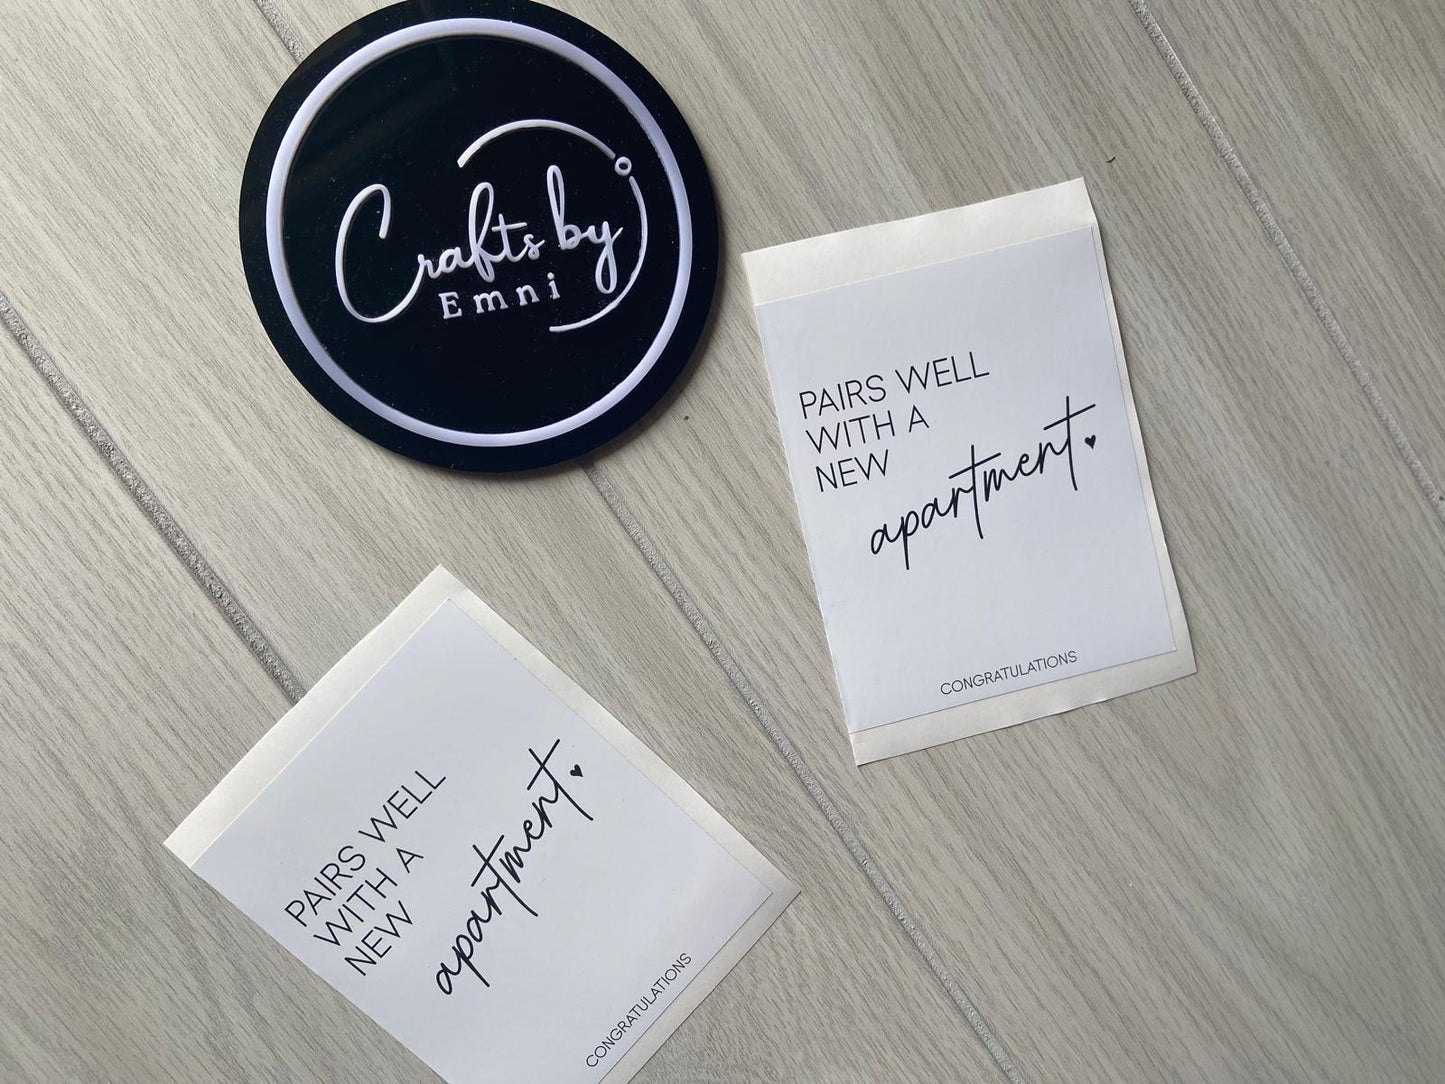 Crafts by
Emni
PAIRS WELL
WITH A
NEW
apartment
CONGRATULATIONS
PAIRS WELL
WITH A
NEW
apartment
CONGRATULATIONS